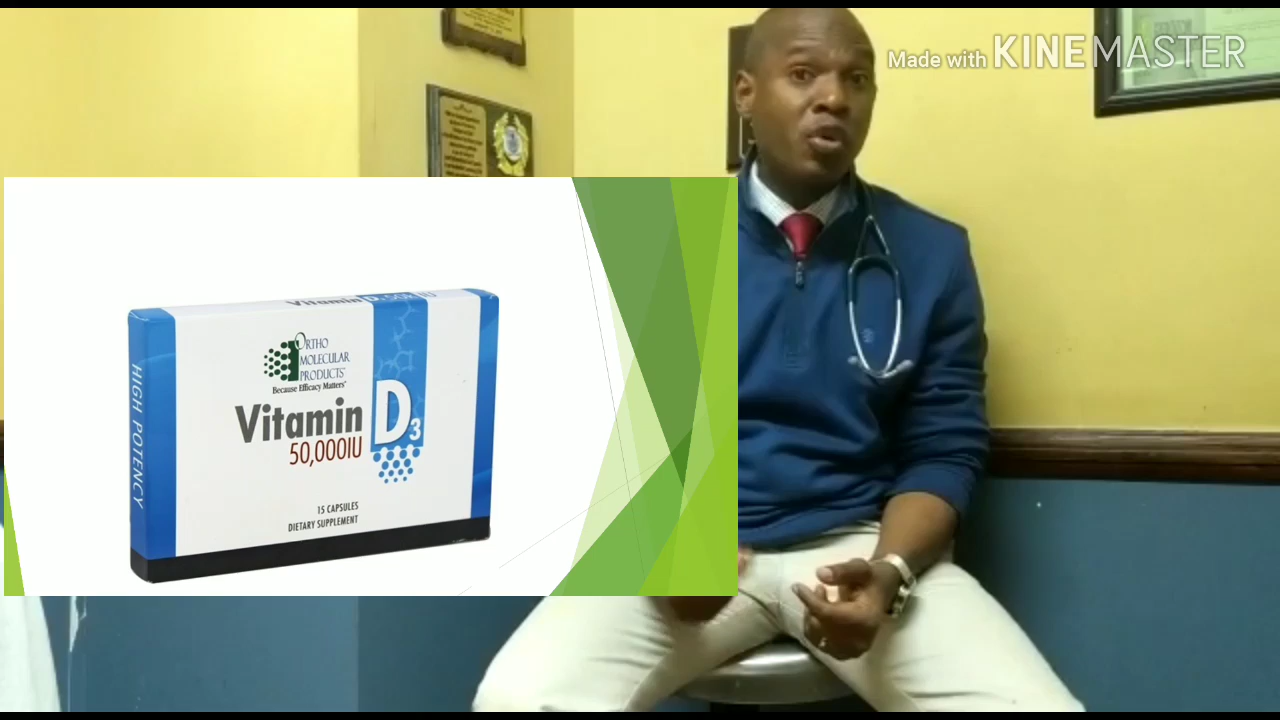 Made with KINEMASTER
Vitamin D
ORTHO
MOLECULAR
PRODUCTS
Because Efficacy Matters
Vitamin D3
50,000IU
HIGH POTENCY
15 CAPSULES
DIETARY SUPPLEMENT